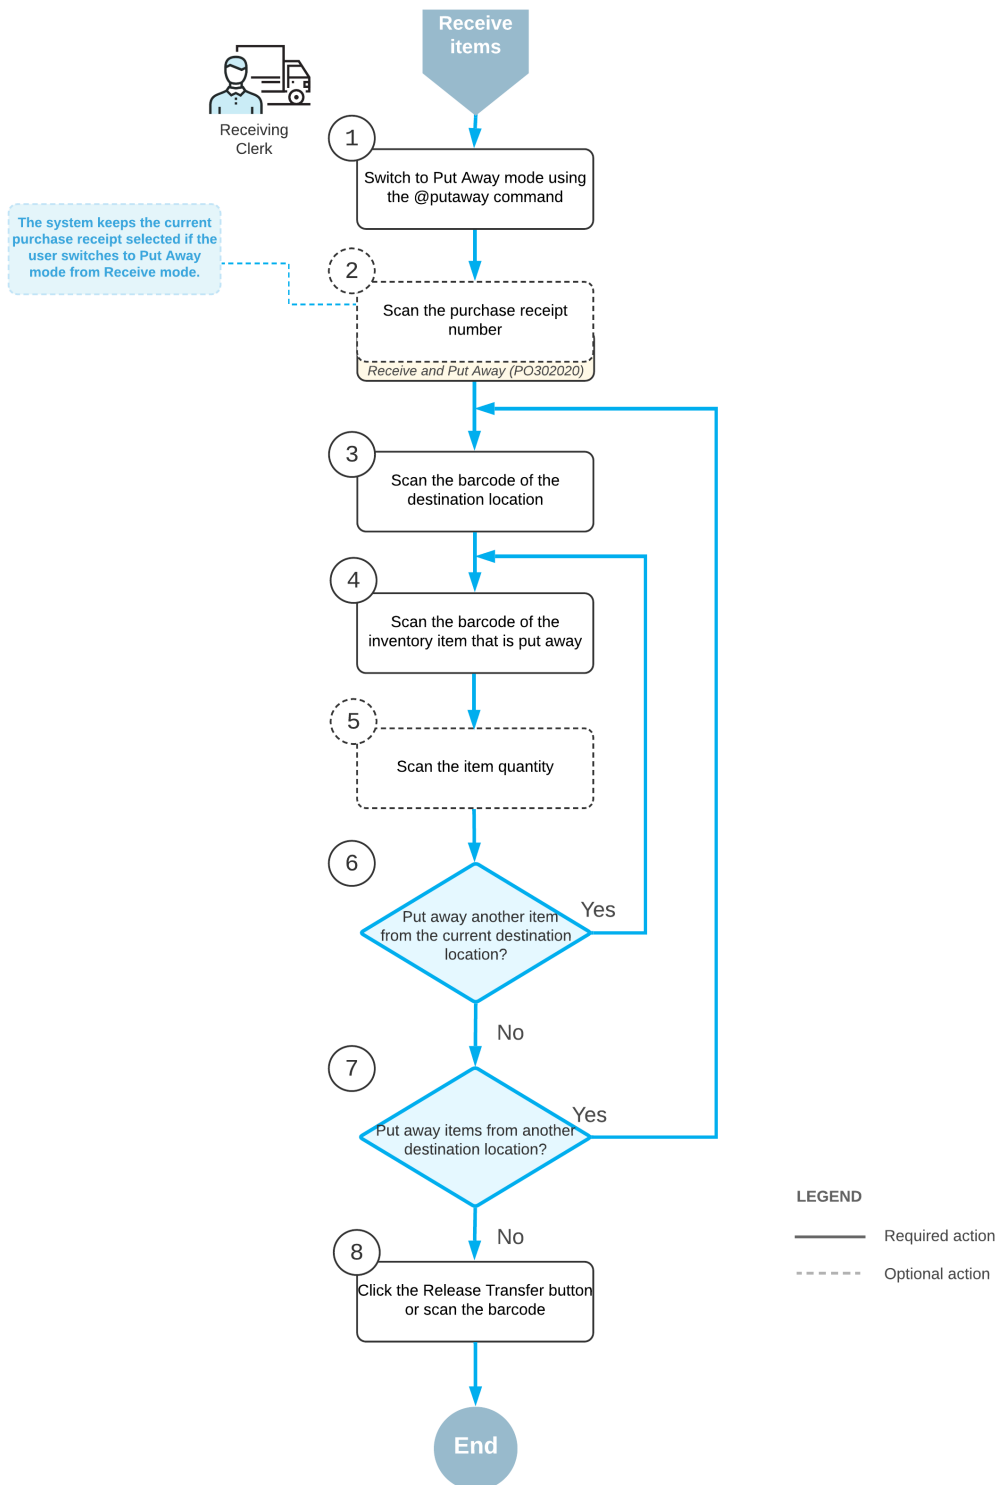 Receive
items
Receiving
Clerk
1
Switch to Put Away mode using
the @putaway command
The system keeps the current
purchase receipt selected if the
user switches to Put Away
mode from Receive mode.
2
Scan the purchase receipt
number
Receive and Put Away (PO302020)
3
Scan the barcode of the
destination location
4
Scan the barcode of the
inventory item that is put away
5
Scan the item quantity
6
Put away another item
from the current destination
location?
Yes
No
7
Put away items from another
destination location?
Yes
No
8
Click the Release Transfer button
or scan the barcode
End
LEGEND
Required action
Optional action